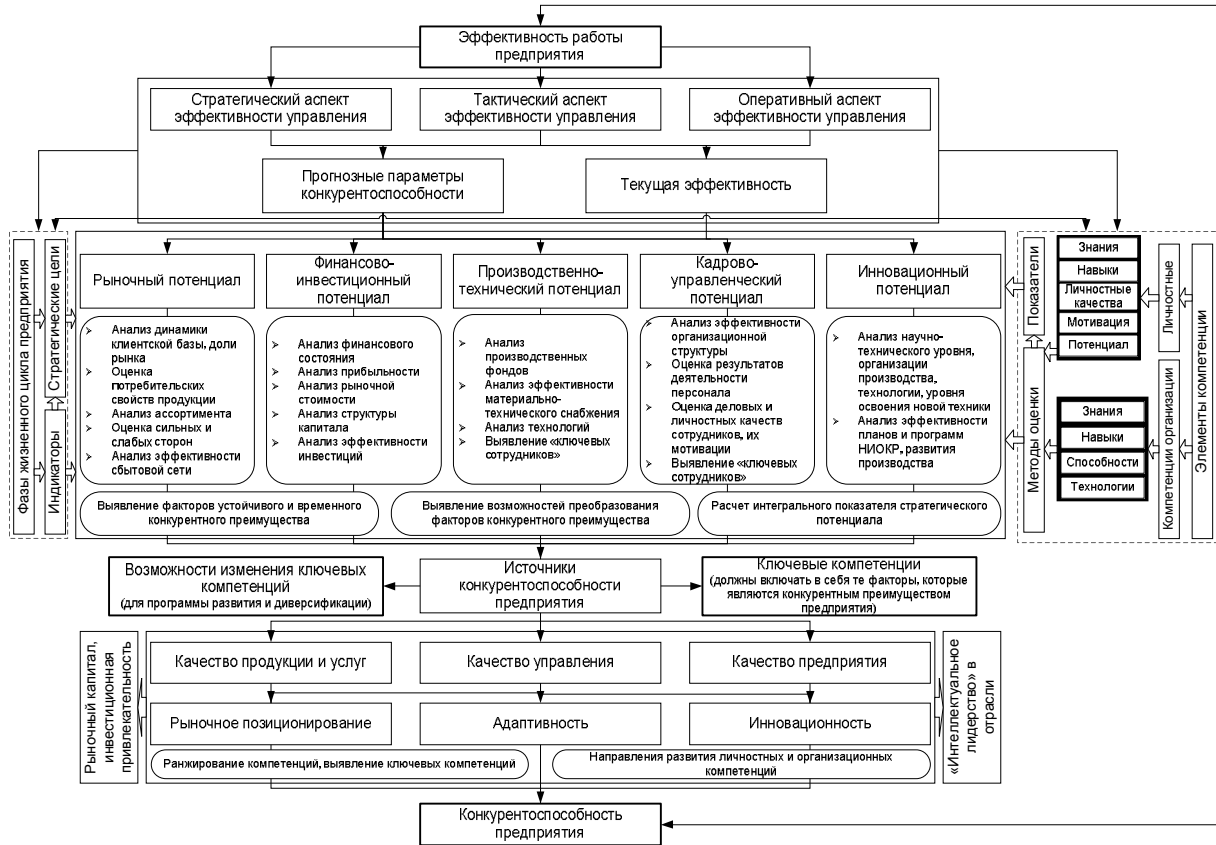 Эффективность работы
предприятия
Стратегический аспект
эффективности управления
Тактический аспект
эффективности управления
Оперативный аспект
эффективности управления
Прогнозные параметры
конкурентоспособности
Текущая эффективность
Фазы жизненного цикла предприятия
Стратегические цели
Индикаторы
Рыночный потенциал
Финансово-
инвестиционный
потенциал
Производственно-
технический потенциал
Кадрово-
управленческий
потенциал
Инновационный
потенциал
➢ Анализ динамики
клиентской базы, доли
рынка
➢ Оценка
потребительских
свойств продукции
➢ Анализ ассортимента
➢ Оценка сильных и
слабых сторон
➢ Анализ эффективности
сбытовой сети
➢ Анализ финансового
состояния
➢ Анализ прибыльности
➢ Анализ рыночной
стоимости
➢ Анализ структуры
капитала
➢ Анализ эффективности
инвестиций
➢ Анализ
производственных
фондов
➢ Анализ эффективности
материально-
технического снабжения
➢ Анализ технологий
➢ Выявление «ключевых
сотрудников»
➢ Анализ эффективности
организационной
структуры
➢ Оценка результатов
деятельности
персонала
➢ Оценка деловых и
личностных качеств
сотрудников, их
мотивации
➢ Выявление «ключевых
сотрудников»
➢ Анализ научно-
технического уровня,
организации
производства,
технологии, уровня
освоения новой техники
➢ Анализ эффективности
планов и программ
НИОКР, развития
производства
Показатели
Методы оценки
Знания
Навыки
Личностные
качества
Мотивация
Потенциал
Личностные
Знания
Навыки
Способности
Технологии
Компетенции организации
Элементы компетенции
Выявление факторов устойчивого и временного
конкурентного преимущества
Выявление возможностей преобразования
факторов конкурентного преимущества
Расчет интегрального показателя стратегического
потенциала
Возможности изменения ключевых
компетенций
(для программы развития и диверсификации)
Источники
конкурентоспособности
предприятия
Ключевые компетенции
(должны включать в себя те факторы, которые
являются конкурентным преимуществом
предприятия)
Рыночный капитал,
инвестиционная
привлекательность
Качество продукции и услуг
Качество управления
Качество предприятия
Рыночное позиционирование
Адаптивность
Инновационность
Ранжирование компетенций, выявление ключевых компетенций
Направления развития личностных и организационных
компетенций
«Интеллектуальное
лидерство» в
отрасли
Конкурентоспособность
предприятия